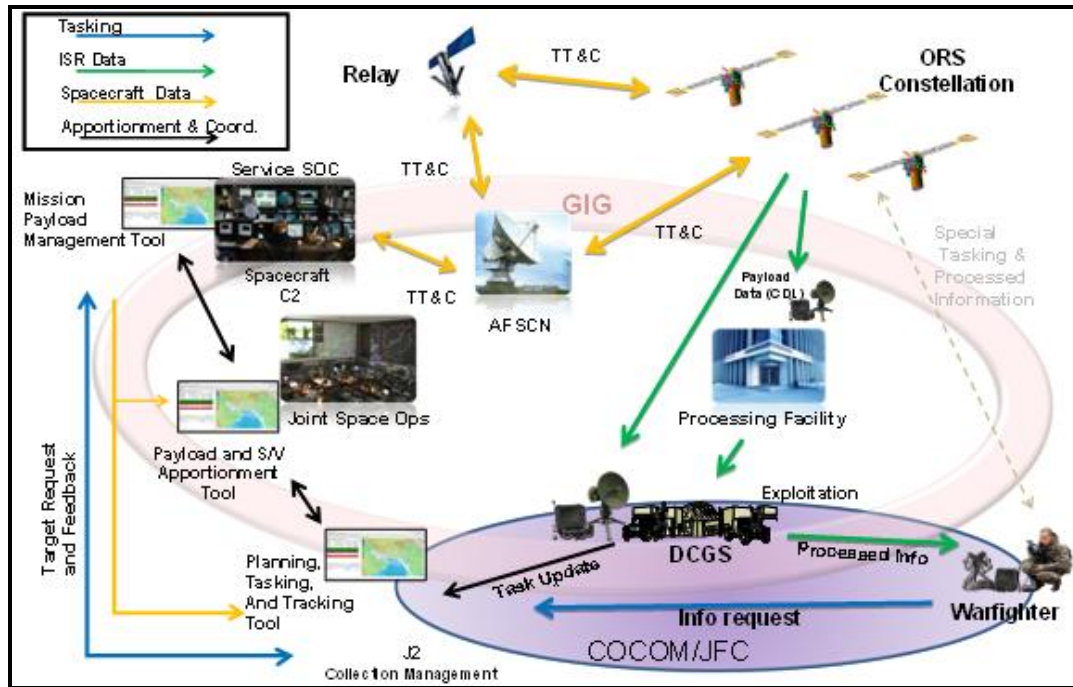 Tasking
ISR Data
Spacecraft Data
Apportionment & Coord.
Relay
TT&C
ORS
Constellation
Service SOC
TT&C
GIG
TT&C
Mission
Payload
Management Tool
Spacecraft
C2
TT&C
AFSCN
Special
Tasking &
Processed
Information
Payload
Data (CDL)
Joint Space Ops
Processing Facility
Payload and S/V
Apportionment
Tool
Target Request
and Feedback
Exploitation
DCGS
Processed Info
Planning,
Tasking,
And Tracking
Tool
Task Update
Info request
Warfighter
COCOM/JFC
J2
Collection Management